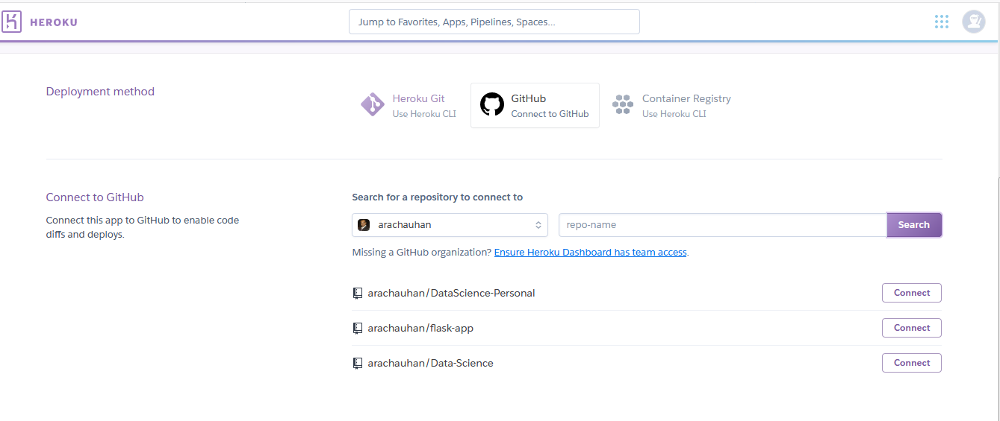 HEROKU
Jump to Favorites, Apps, Pipelines, Spaces...
Deployment method
Heroku Git
Use Heroku CLI
GitHub
Connect to GitHub
Container Registry
Use Heroku CLI
Connect to GitHub
Connect this app to GitHub to enable code
diffs and deploys.
Search for a repository to connect to
arachauhan
repo-name
Search
Missing a GitHub organization? Ensure Heroku Dashboard has team access.
arachauhan/DataScience-Personal
Connect
arachauhan/flask-app
Connect
arachauhan/Data-Science
Connect